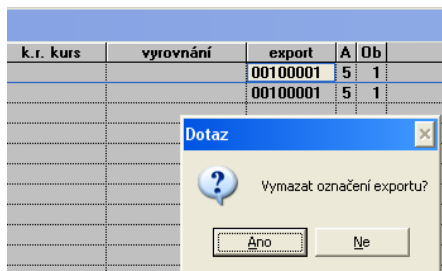 k.r. kurs vyrovnání export A Ob
00100001 5 1
00100001 5 1
Dotaz
Vymazat označení exportu?
Ano Ne